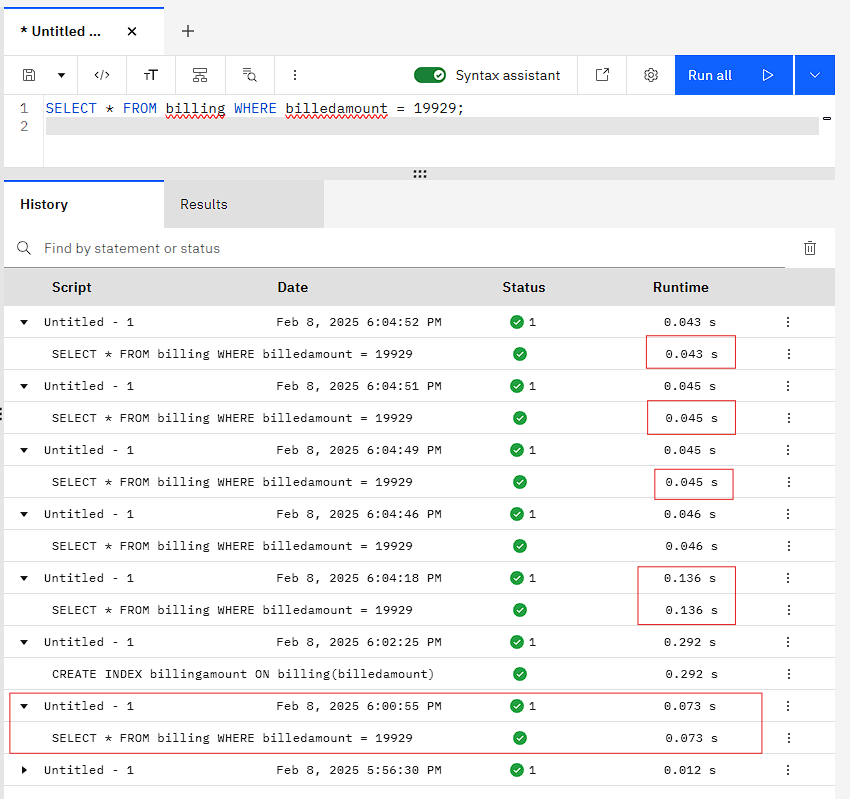 * Untitled ...
Syntax assistant
Run all
1 SELECT * FROM billing WHERE billedamount = 19929;
2
History Results
Find by statement or status
Script Date Status Runtime
Untitled - 1 Feb 8, 2025 6:04:52 PM 1 0.043 s
SELECT * FROM billing WHERE billedamount = 19929 0.043 s
Untitled - 1 Feb 8, 2025 6:04:51 PM 1 0.045 s
SELECT * FROM billing WHERE billedamount = 19929 0.045 s
Untitled - 1 Feb 8, 2025 6:04:49 PM 1 0.045 s
SELECT * FROM billing WHERE billedamount = 19929 0.045 s
Untitled - 1 Feb 8, 2025 6:04:46 PM 1 0.046 s
SELECT * FROM billing WHERE billedamount = 19929 0.046 s
Untitled - 1 Feb 8, 2025 6:04:18 PM 1 0.136 s
SELECT * FROM billing WHERE billedamount = 19929 0.136 s
Untitled - 1 Feb 8, 2025 6:02:25 PM 1 0.292 s
CREATE INDEX billingamount ON billing(billedamount) 0.292 s
Untitled - 1 Feb 8, 2025 6:00:55 PM 1 0.073 s
SELECT * FROM billing WHERE billedamount = 19929 0.073 s
Untitled - 1 Feb 8, 2025 5:56:30 PM 1 0.012 s